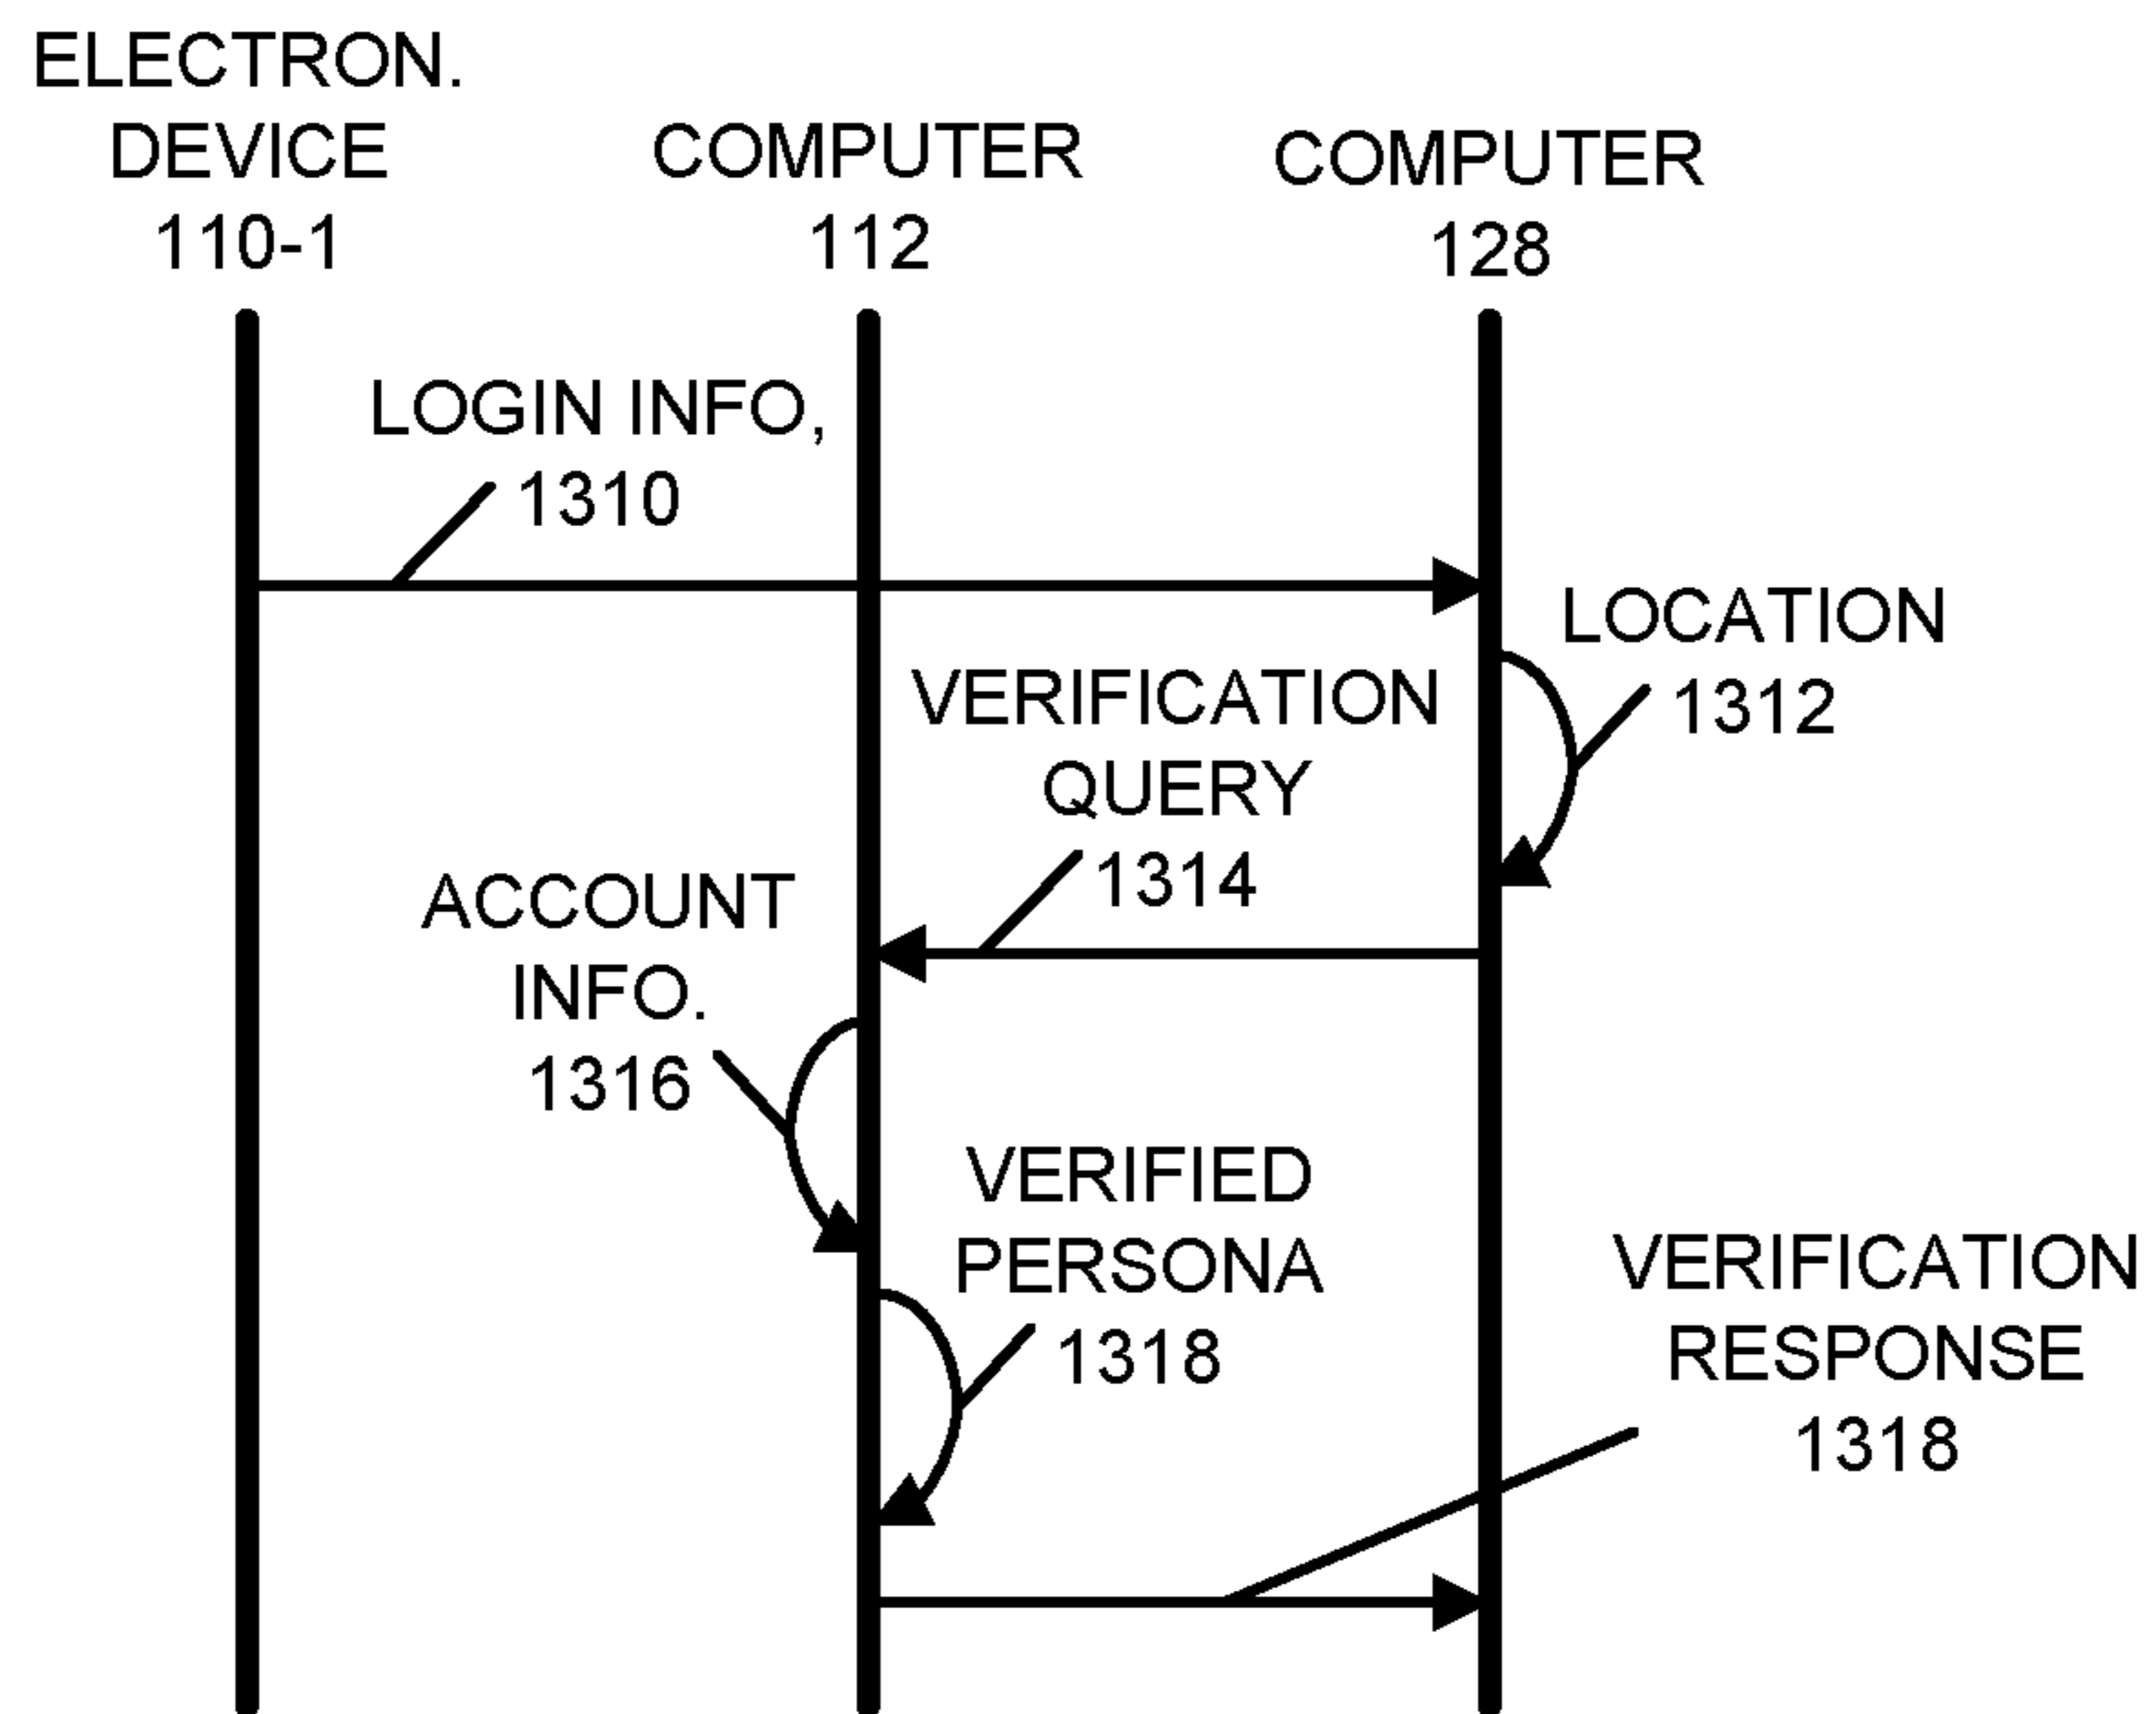 ELECTRON.
DEVICE
110-1
COMPUTER
112
COMPUTER
128
LOGIN INFO,
1310
LOCATION
1312
VERIFICATION
QUERY
1314
ACCOUNT
INFO.
1316
VERIFIED
PERSONA
1318
VERIFICATION
RESPONSE
1318